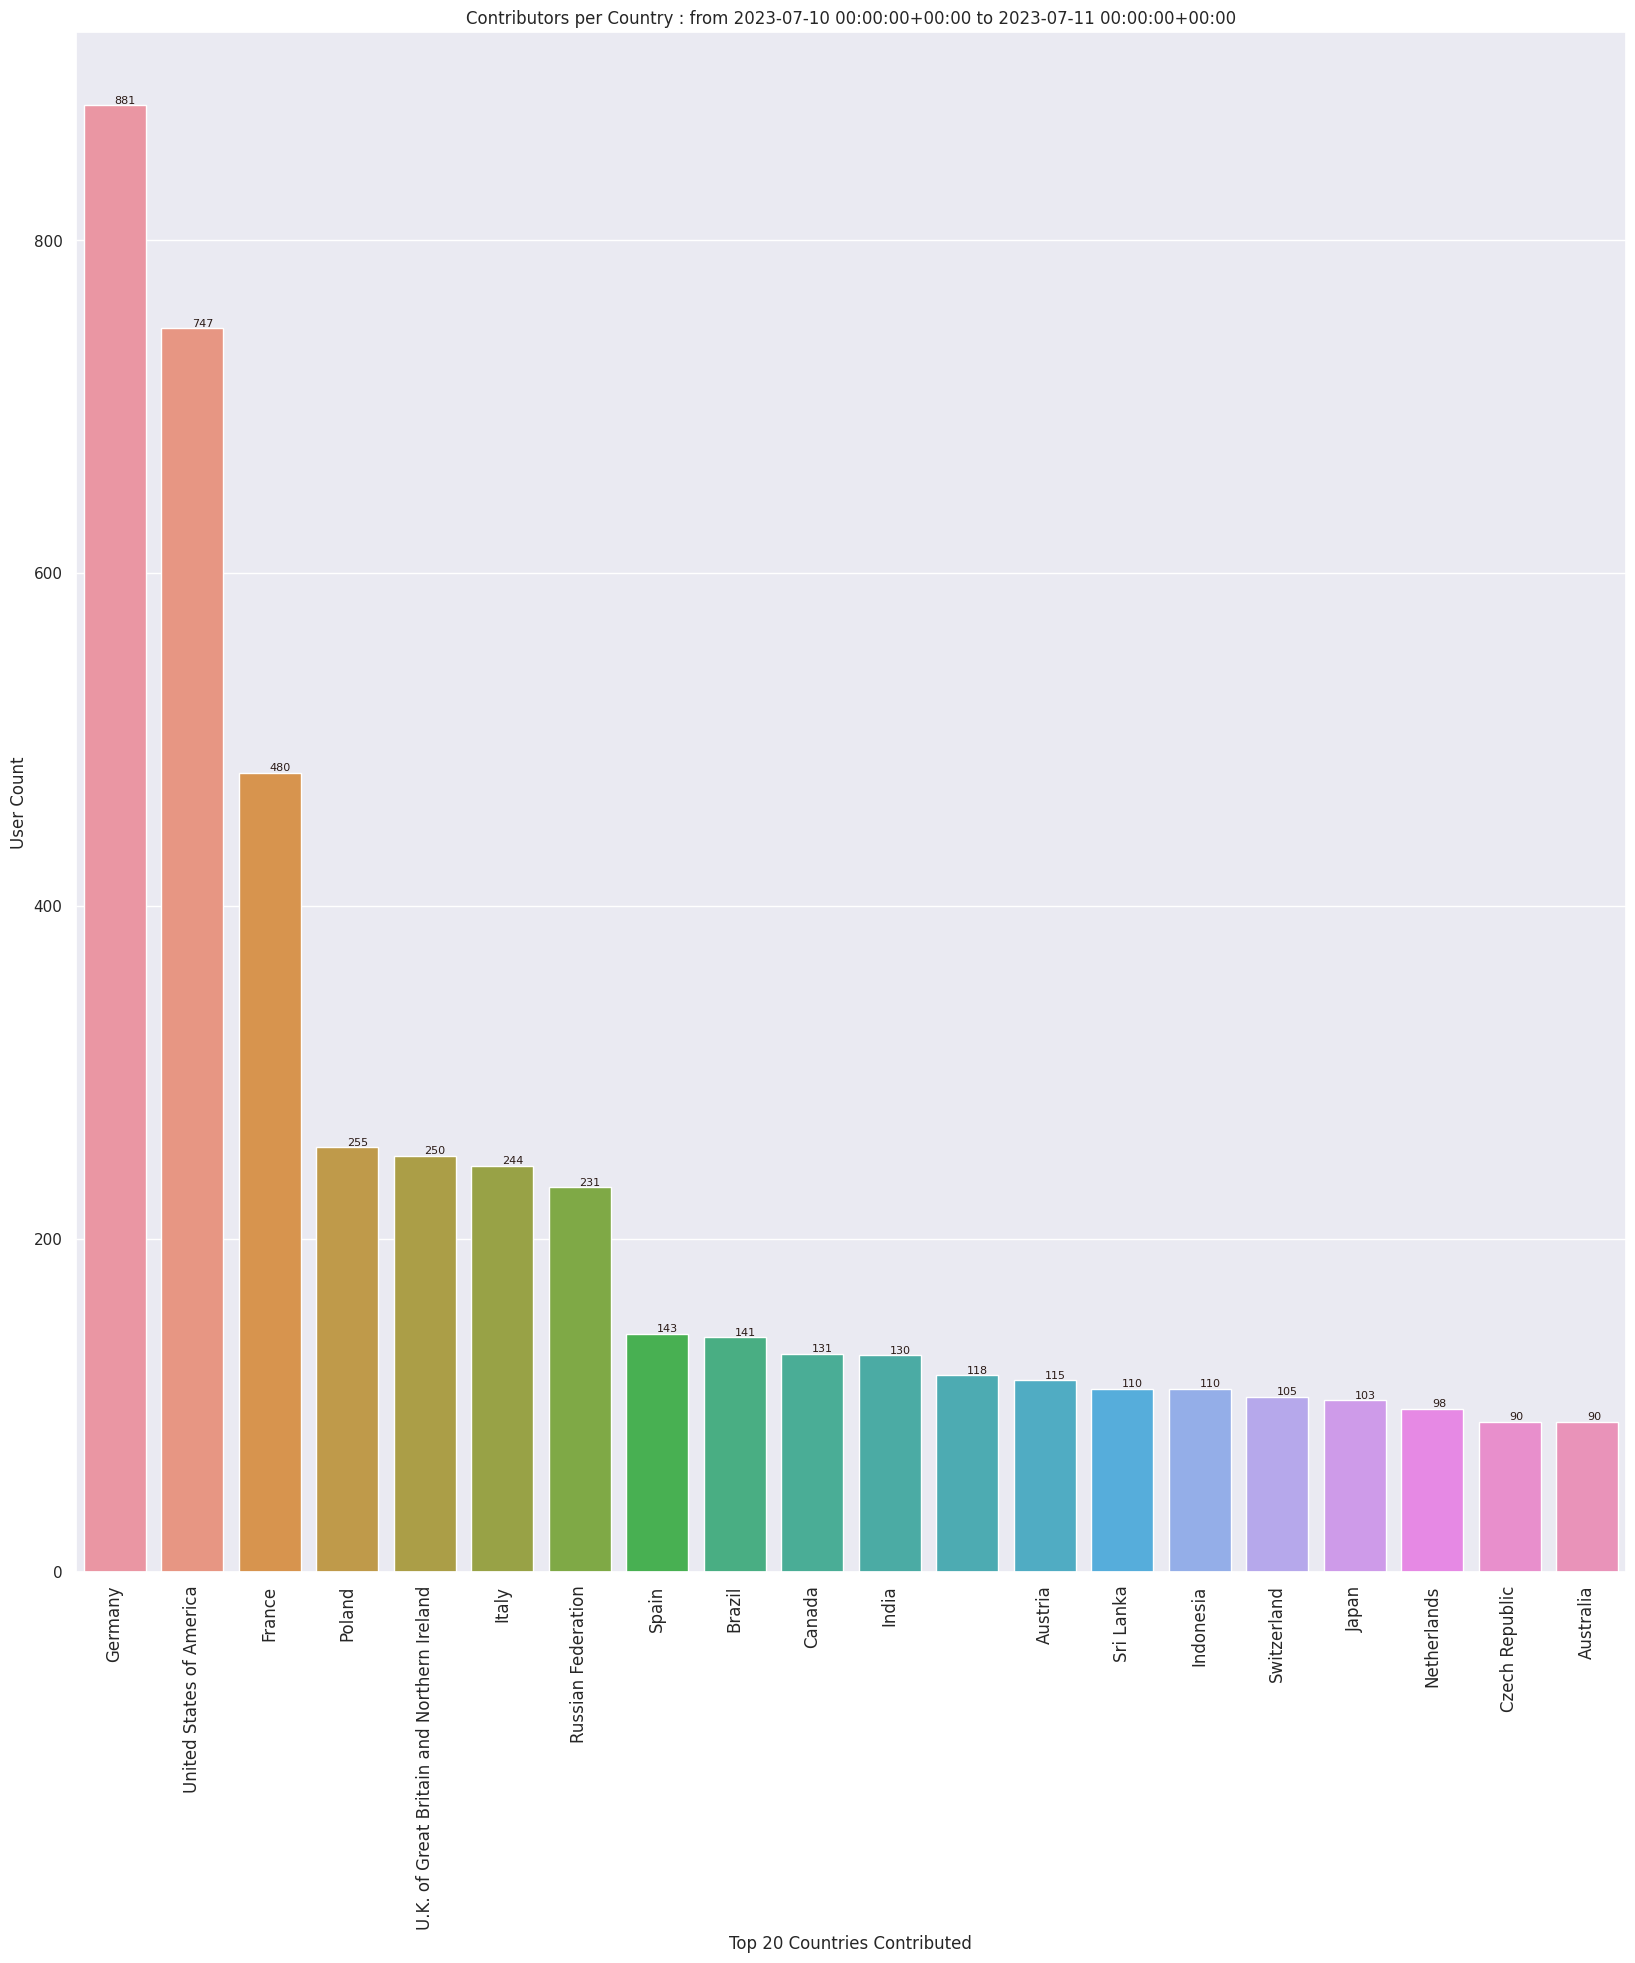 Contributors per Country : from 2023-07-10 00:00:00+00:00 to 2023-07-11 00:00:00+00:00
User Count
800
600
400
200
0
881
747
480
255
250
244
231
143
141
131
130
118
115
110
110
105
103
98
90
90
Germany
United States of America
France
Poland
U.K. of Great Britain and Northern Ireland
Italy
Russian Federation
Spain
Brazil
Canada
India
Austria
Sri Lanka
Indonesia
Switzerland
Japan
Netherlands
Czech Republic
Australia
Top 20 Countries Contributed